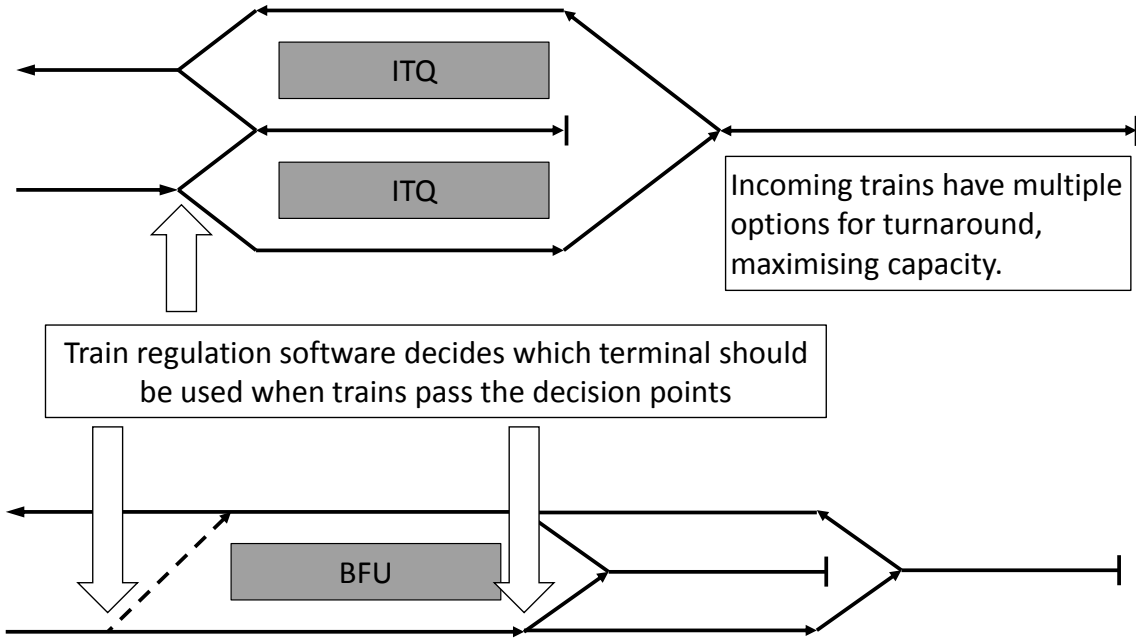 ITQ
ITQ
Incoming trains have multiple
options for turnaround,
maximising capacity.
Train regulation software decides which terminal should
be used when trains pass the decision points
BFU